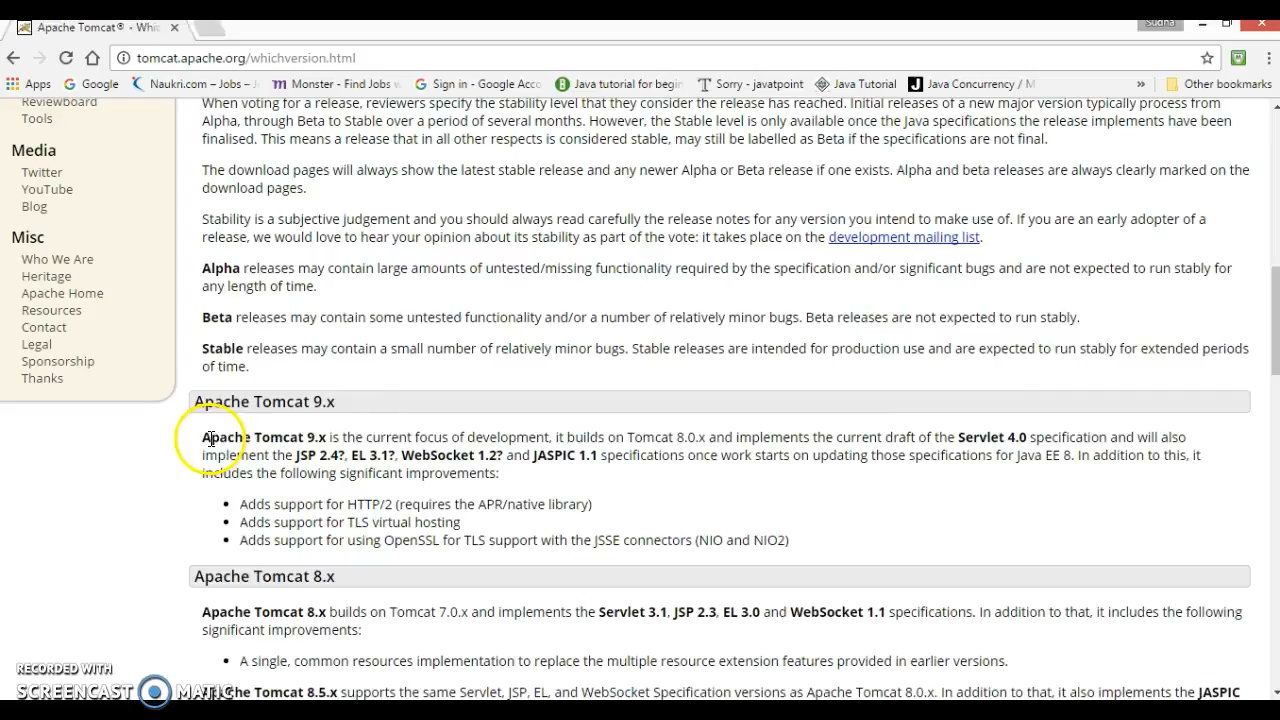 Apache Tomcat® - Whic
Sudha
tomcat.apache.org/whichversion.html
Apps Google Naukri.com – Jobs – Monster - Find Jobs Sign in - Google Acco Java tutorial for begin Sorry - javatpoint Java Tutorial Java Concurrency / M » Other bookmarks
Reviewboard
Tools
Media
Twitter
YouTube
Blog
Misc
Who We Are
Heritage
Apache Home
Resources
Contact
Legal
Sponsorship
Thanks
When voting for a release, reviewers specify the stability level that they consider the release has reached. Initial releases of a new major version typically process from
Alpha, through Beta to Stable over a period of several months. However, the Stable level is only available once the Java specifications the release implements have been
finalised. This means a release that in all other respects is considered stable, may still be labelled as Beta if the specifications are not final.
The download pages will always show the latest stable release and any newer Alpha or Beta release if one exists. Alpha and beta releases are always clearly marked on the
download pages.
Stability is a subjective judgement and you should always read carefully the release notes for any version you intend to make use of. If you are an early adopter of a
release, we would love to hear your opinion about its stability as part of the vote: it takes place on the development mailing list.
Alpha releases may contain large amounts of untested/missing functionality required by the specification and/or significant bugs and are not expected to run stably for
any length of time.
Beta releases may contain some untested functionality and/or a number of relatively minor bugs. Beta releases are not expected to run stably.
Stable releases may contain a small number of relatively minor bugs. Stable releases are intended for production use and are expected to run stably for extended periods
of time.
Apache Tomcat 9.x
Apache Tomcat 9.x is the current focus of development, it builds on Tomcat 8.0.x and implements the current draft of the Servlet 4.0 specification and will also
implement the JSP 2.4?, EL 3.1?, WebSocket 1.2? and JASPIC 1.1 specifications once work starts on updating those specifications for Java EE 8. In addition to this, it
includes the following significant improvements:
• Adds support for HTTP/2 (requires the APR/native library)
• Adds support for TLS virtual hosting
• Adds support for using OpenSSL for TLS support with the JSSE connectors (NIO and NIO2)
Apache Tomcat 8.x
Apache Tomcat 8.x builds on Tomcat 7.0.x and implements the Servlet 3.1, JSP 2.3, EL 3.0 and WebSocket 1.1 specifications. In addition to that, it includes the following
significant improvements:
• A single, common resources implementation to replace the multiple resource extension features provided in earlier versions.
Apache Tomcat 8.5.x supports the same Servlet, JSP, EL, and WebSocket Specification versions as Apache Tomcat 8.0.x. In addition to that, it also implements the JASPIC
RECORDED WITH
SCREENCAST MATIC